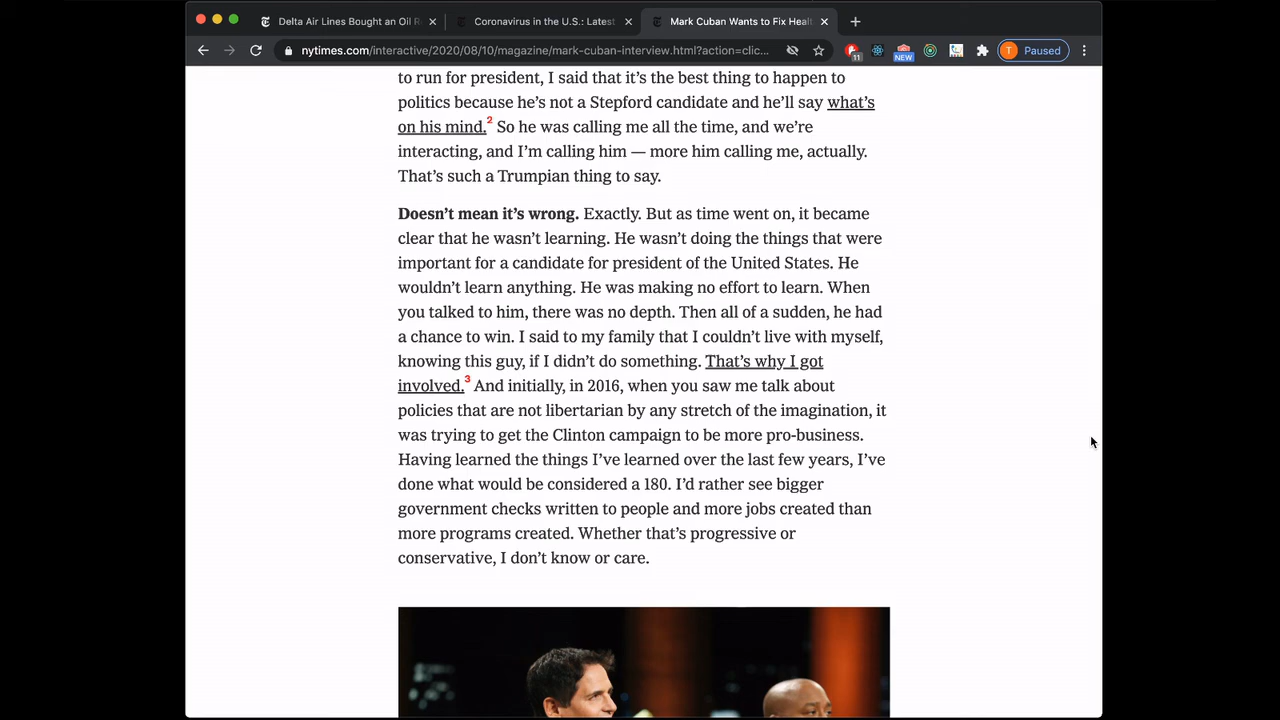 Delta Air Lines Bought an Oil R
Coronavirus in the U.S.: Latest
Mark Cuban Wants to Fix Healt
nytimes.com/interactive/2020/08/10/magazine/mark-cuban-interview.html?action=clic...
11
NEW
T
Paused
to run for president, I said that it’s the best thing to happen to
politics because he’s not a Stepford candidate and he’ll say what’s
on his mind.2 So he was calling me all the time, and we’re
interacting, and I’m calling him — more him calling me, actually.
That’s such a Trumpian thing to say.
Doesn’t mean it’s wrong. Exactly. But as time went on, it became
clear that he wasn’t learning. He wasn’t doing the things that were
important for a candidate for president of the United States. He
wouldn’t learn anything. He was making no effort to learn. When
you talked to him, there was no depth. Then all of a sudden, he had
a chance to win. I said to my family that I couldn’t live with myself,
knowing this guy, if I didn’t do something. That’s why I got
involved.3 And initially, in 2016, when you saw me talk about
policies that are not libertarian by any stretch of the imagination, it
was trying to get the Clinton campaign to be more pro-business.
Having learned the things I’ve learned over the last few years, I’ve
done what would be considered a 180. I’d rather see bigger
government checks written to people and more jobs created than
more programs created. Whether that’s progressive or
conservative, I don’t know or care.